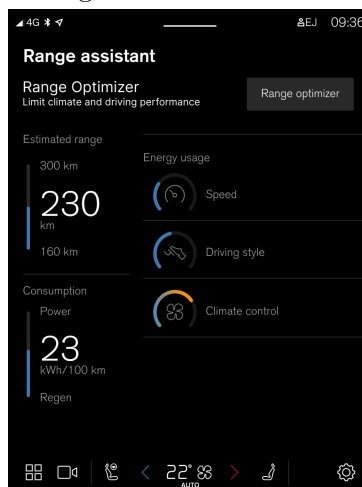 4G
EJ 09:36
Range assistant
Range Optimizer
Limit climate and driving performance
Range optimizer
Estimated range
300 km
230
km
160 km
Energy usage
Speed
Driving style
Climate control
Consumption
Power
23
kWh/100 km
Regen
22°
AUTO